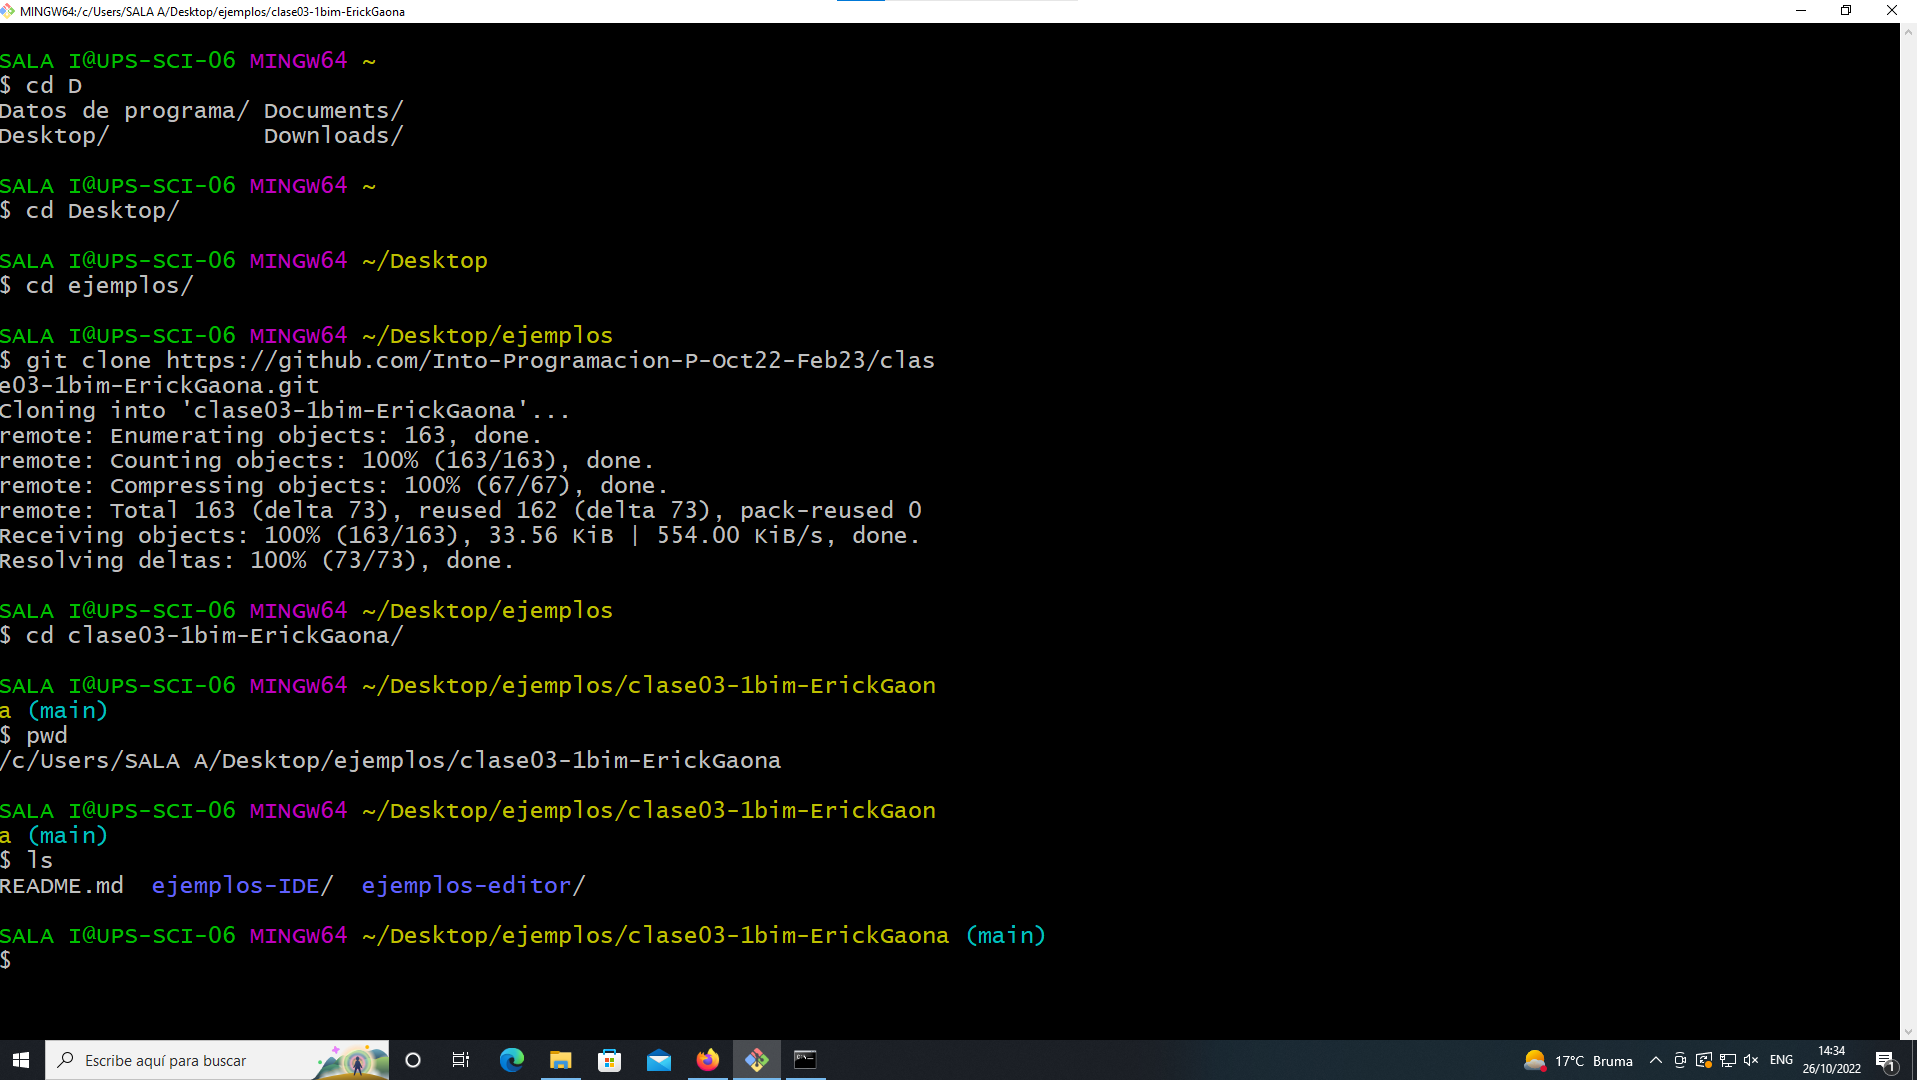 MINGW64:/c/Users/SALA A/Desktop/ejemplos/clase03-1bim-ErickGaona
SALA I@UPS-SCI-06 MINGW64 ~
$ cd D
Datos de programa/ Documents/
Desktop/           Downloads/
SALA I@UPS-SCI-06 MINGW64 ~
$ cd Desktop/
SALA I@UPS-SCI-06 MINGW64 ~/Desktop
$ cd ejemplos/
SALA I@UPS-SCI-06 MINGW64 ~/Desktop/ejemplos
$ git clone https://github.com/Into-Programacion-P-Oct22-Feb23/clas
e03-1bim-ErickGaona.git
Cloning into 'clase03-1bim-ErickGaona'...
remote: Enumerating objects: 163, done.
remote: Counting objects: 100% (163/163), done.
remote: Compressing objects: 100% (67/67), done.
remote: Total 163 (delta 73), reused 162 (delta 73), pack-reused 0
Receiving objects: 100% (163/163), 33.56 KiB | 554.00 KiB/s, done.
Resolving deltas: 100% (73/73), done.
SALA I@UPS-SCI-06 MINGW64 ~/Desktop/ejemplos
$ cd clase03-1bim-ErickGaona/
SALA I@UPS-SCI-06 MINGW64 ~/Desktop/ejemplos/clase03-1bim-ErickGaon
a (main)
$ pwd
/c/Users/SALA A/Desktop/ejemplos/clase03-1bim-ErickGaona
SALA I@UPS-SCI-06 MINGW64 ~/Desktop/ejemplos/clase03-1bim-ErickGaon
a (main)
$ ls
README.md  ejemplos-IDE/  ejemplos-editor/
SALA I@UPS-SCI-06 MINGW64 ~/Desktop/ejemplos/clase03-1bim-ErickGaona (main)
$
Escribe aquí para buscar
17°C Bruma
ENG
14:34
26/10/2022
1